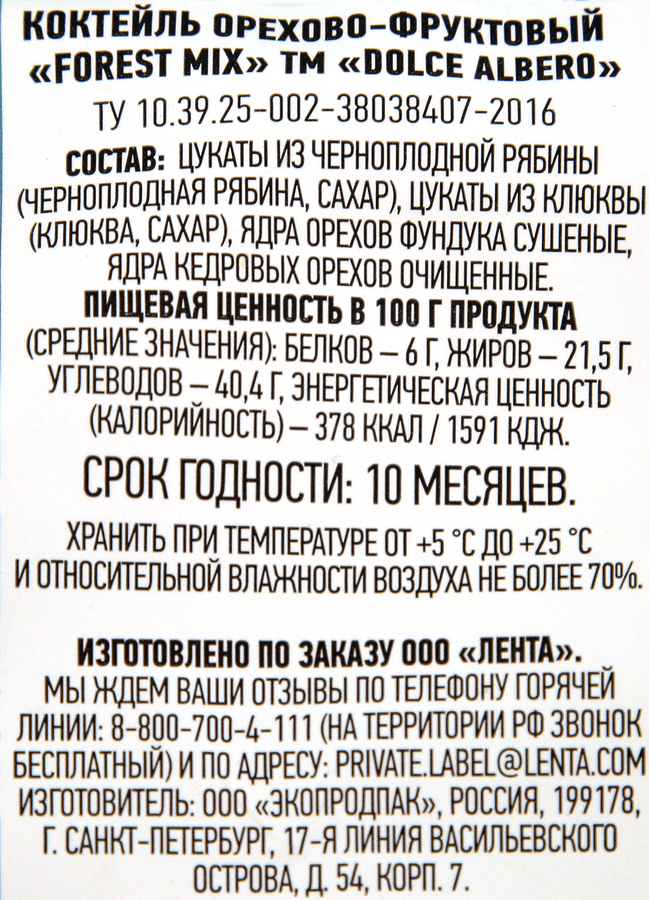 КОКТЕЙЛЬ ОРЕХОВО-ФРУКТОВЫЙ
«FOREST MIX» ТМ «DOLCE ALBERO»
ТУ 10.39.25-002-38038407-2016
СОСТАВ: ЦУКАТЫ ИЗ ЧЕРНОПЛОДНОЙ РЯБИНЫ
(ЧЕРНОПЛОДНАЯ РЯБИНА, САХАР), ЦУКАТЫ ИЗ КЛЮКВЫ
(КЛЮКВА, САХАР), ЯДРА ОРЕХОВ ФУНДУКА СУШЕНЫЕ,
ЯДРА КЕДРОВЫХ ОРЕХОВ ОЧИЩЕННЫЕ.
ПИЩЕВАЯ ЦЕННОСТЬ В 100 Г ПРОДУКТА
(СРЕДНИЕ ЗНАЧЕНИЯ): БЕЛКОВ – 6 Г, ЖИРОВ – 21,5 Г,
УГЛЕВОДОВ – 40,4 Г, ЭНЕРГЕТИЧЕСКАЯ ЦЕННОСТЬ
(КАЛОРИЙНОСТЬ) – 378 ККАЛ / 1591 КДЖ.
СРОК ГОДНОСТИ: 10 МЕСЯЦЕВ.
ХРАНИТЬ ПРИ ТЕМПЕРАТУРЕ ОТ +5 °С ДО +25 °С
И ОТНОСИТЕЛЬНОЙ ВЛАЖНОСТИ ВОЗДУХА НЕ БОЛЕЕ 70%.
ИЗГОТОВЛЕНО ПО ЗАКАЗУ ООО «ЛЕНТА».
МЫ ЖДЕМ ВАШИ ОТЗЫВЫ ПО ТЕЛЕФОНУ ГОРЯЧЕЙ
ЛИНИИ: 8-800-700-4-111 (НА ТЕРРИТОРИИ РФ ЗВОНОК
БЕСПЛАТНЫЙ) И ПО АДРЕСУ: PRIVATE.LABEL@LENTA.COM
ИЗГОТОВИТЕЛЬ: ООО «ЭКОПРОДПАК», РОССИЯ, 199178,
Г. САНКТ-ПЕТЕРБУРГ, 17-Я ЛИНИЯ ВАСИЛЬЕВСКОГО
ОСТРОВА, Д. 54, КОРП. 7.